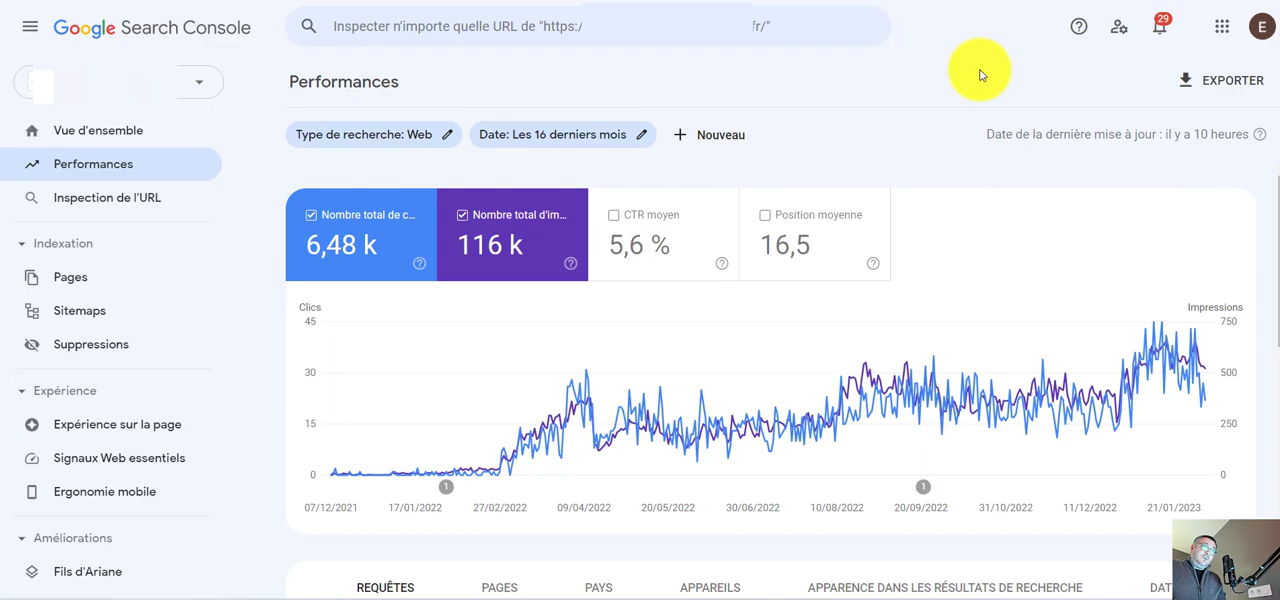 Google Search Console
Inspecter n'importe quelle URL de "https:/ fr/"
29
E
Performances
EXPORTER
Vue d'ensemble
Type de recherche: Web
Date: Les 16 derniers mois
Nouveau
Date de la dernière mise à jour : il y a 10 heures
Performances
Inspection de l'URL
Nombre total de c...
6,48 k
Nombre total d'im...
116 k
CTR moyen
5,6 %
Position moyenne
16,5
Indexation
Pages
Sitemaps
Suppressions
Expérience
Expérience sur la page
Signaux Web essentiels
Ergonomie mobile
Améliorations
Fils d'Ariane
Clics
Impressions
45
750
30
500
15
250
0
0
1
1
07/12/2021
17/01/2022
27/02/2022
09/04/2022
20/05/2022
30/06/2022
10/08/2022
20/09/2022
31/10/2022
11/12/2022
21/01/2023
REQUÊTES
PAGES
PAYS
APPAREILS
APPARENCE DANS LES RÉSULTATS DE RECHERCHE
DAT